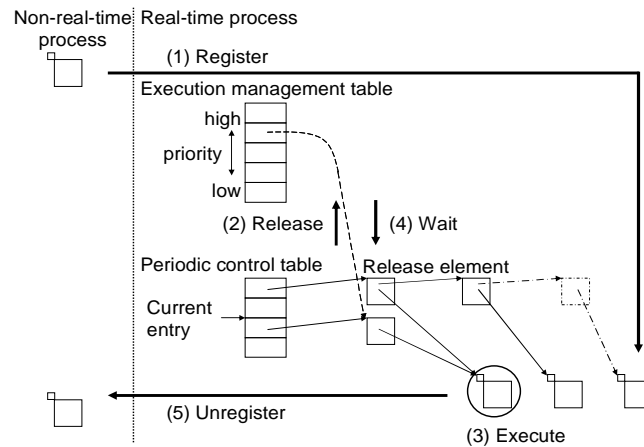 Non-real-time
process
Real-time process
(1) Register
Execution management table
high
priority
low
(2) Release
(4) Wait
Periodic control table
Release element
Current
entry
(5) Unregister
(3) Execute